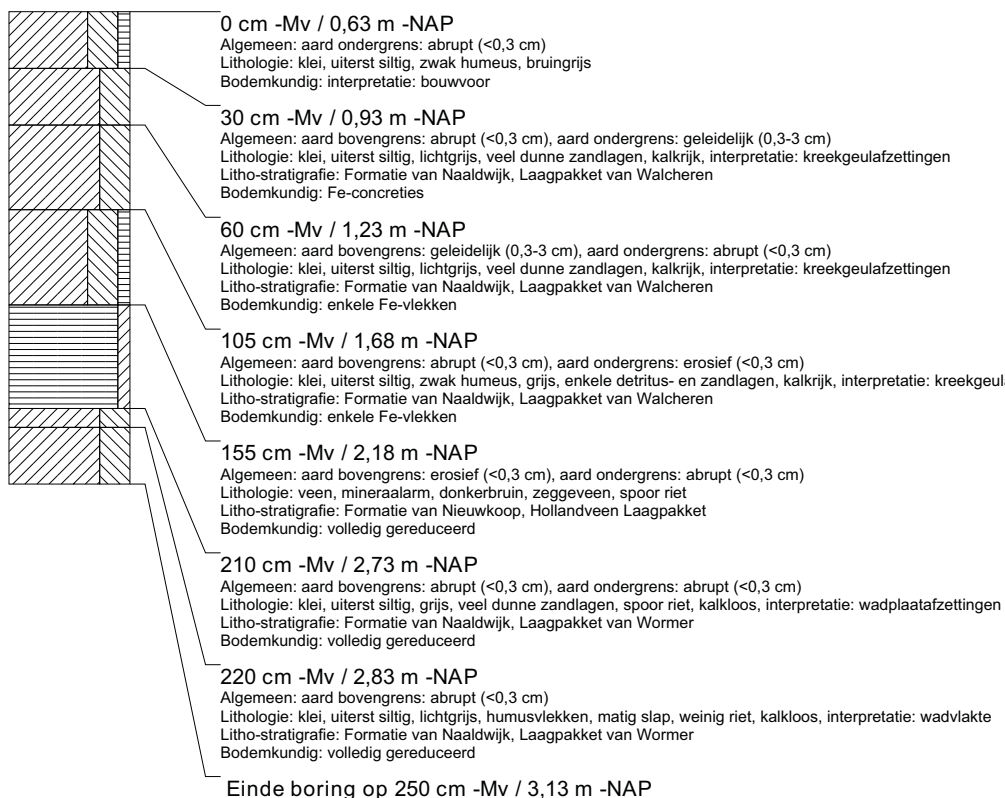 0 cm -Mv / 0,63 m -NAP
Algemeen: aard ondergrens: abrupt (<0,3 cm)
Lithologie: klei, uiterst siltig, zwak humeus, bruingrijs
Bodemkundig: interpretatie: bouwvoor
30 cm -Mv / 0,93 m -NAP
Algemeen: aard bovengrens: abrupt (<0,3 cm), aard ondergrens: geleidelijk (0,3-3 cm)
Lithologie: klei, uiterst siltig, lichtgrijs, veel dunne zandlagen, kalkrijk, interpretatie: kreekgeulafzettingen
Litho-stratigrafie: Formatie van Naaldwijk, Laagpakket van Walcheren
Bodemkundig: Fe-concreties
60 cm -Mv / 1,23 m -NAP
Algemeen: aard bovengrens: geleidelijk (0,3-3 cm), aard ondergrens: abrupt (<0,3 cm)
Lithologie: klei, uiterst siltig, lichtgrijs, veel dunne zandlagen, kalkrijk, interpretatie: kreekgeulafzettingen
Litho-stratigrafie: Formatie van Naaldwijk, Laagpakket van Walcheren
Bodemkundig: enkele Fe-vlekken
105 cm -Mv / 1,68 m -NAP
Algemeen: aard bovengrens: abrupt (<0,3 cm), aard ondergrens: erosief (<0,3 cm)
Lithologie: klei, uiterst siltig, zwak humeus, grijs, enkele detritus- en zandlagen, kalkrijk, interpretatie: kreekgeul
Litho-stratigrafie: Formatie van Naaldwijk, Laagpakket van Walcheren
Bodemkundig: enkele Fe-vlekken
155 cm -Mv / 2,18 m -NAP
Algemeen: aard bovengrens: erosief (<0,3 cm), aard ondergrens: abrupt (<0,3 cm)
Lithologie: veen, mineraalarm, donkerbruin, zeggeveen, spoor riet
Litho-stratigrafie: Formatie van Nieuwkoop, Hollandveen Laagpakket
Bodemkundig: volledig gereduceerd
210 cm -Mv / 2,73 m -NAP
Algemeen: aard bovengrens: abrupt (<0,3 cm), aard ondergrens: abrupt (<0,3 cm)
Lithologie: klei, uiterst siltig, grijs, veel dunne zandlagen, spoor riet, kalkloos, interpretatie: wadplaatafzettingen
Litho-stratigrafie: Formatie van Naaldwijk, Laagpakket van Wormer
Bodemkundig: volledig gereduceerd
220 cm -Mv / 2,83 m -NAP
Algemeen: aard bovengrens: abrupt (<0,3 cm)
Lithologie: klei, uiterst siltig, lichtgrijs, humusvlekken, matig slap, weinig riet, kalkloos, interpretatie: wadvlakte
Litho-stratigrafie: Formatie van Naaldwijk, Laagpakket van Wormer
Bodemkundig: volledig gereduceerd
Einde boring op 250 cm -Mv / 3,13 m -NAP